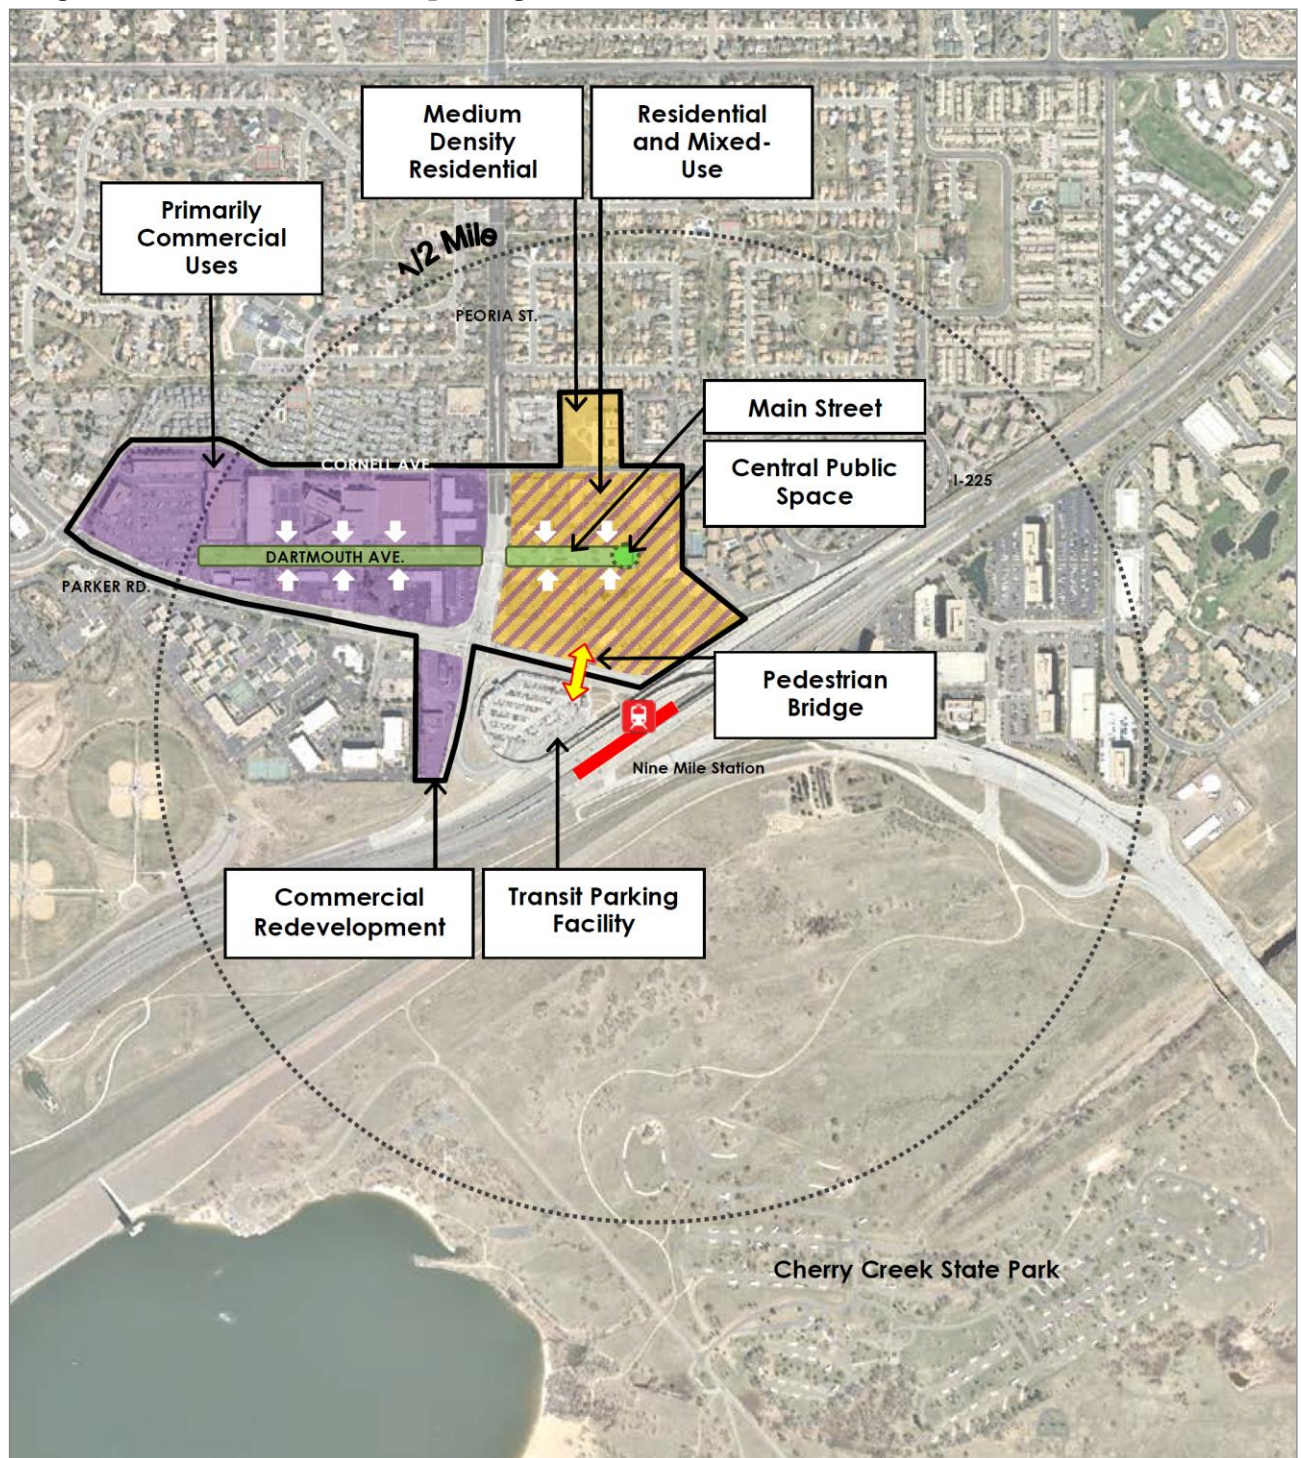 Medium
Density
Residential
Residential
and Mixed-
Use
Primarily
Commercial
Uses
1/2 Mile
PEORIA ST.
Main Street
Central Public
Space
I-225
CORNELL AVE.
DARTMOUTH AVE.
PARKER RD.
Pedestrian
Bridge
Nine Mile Station
Commercial
Redevelopment
Transit Parking
Facility
Cherry Creek State Park